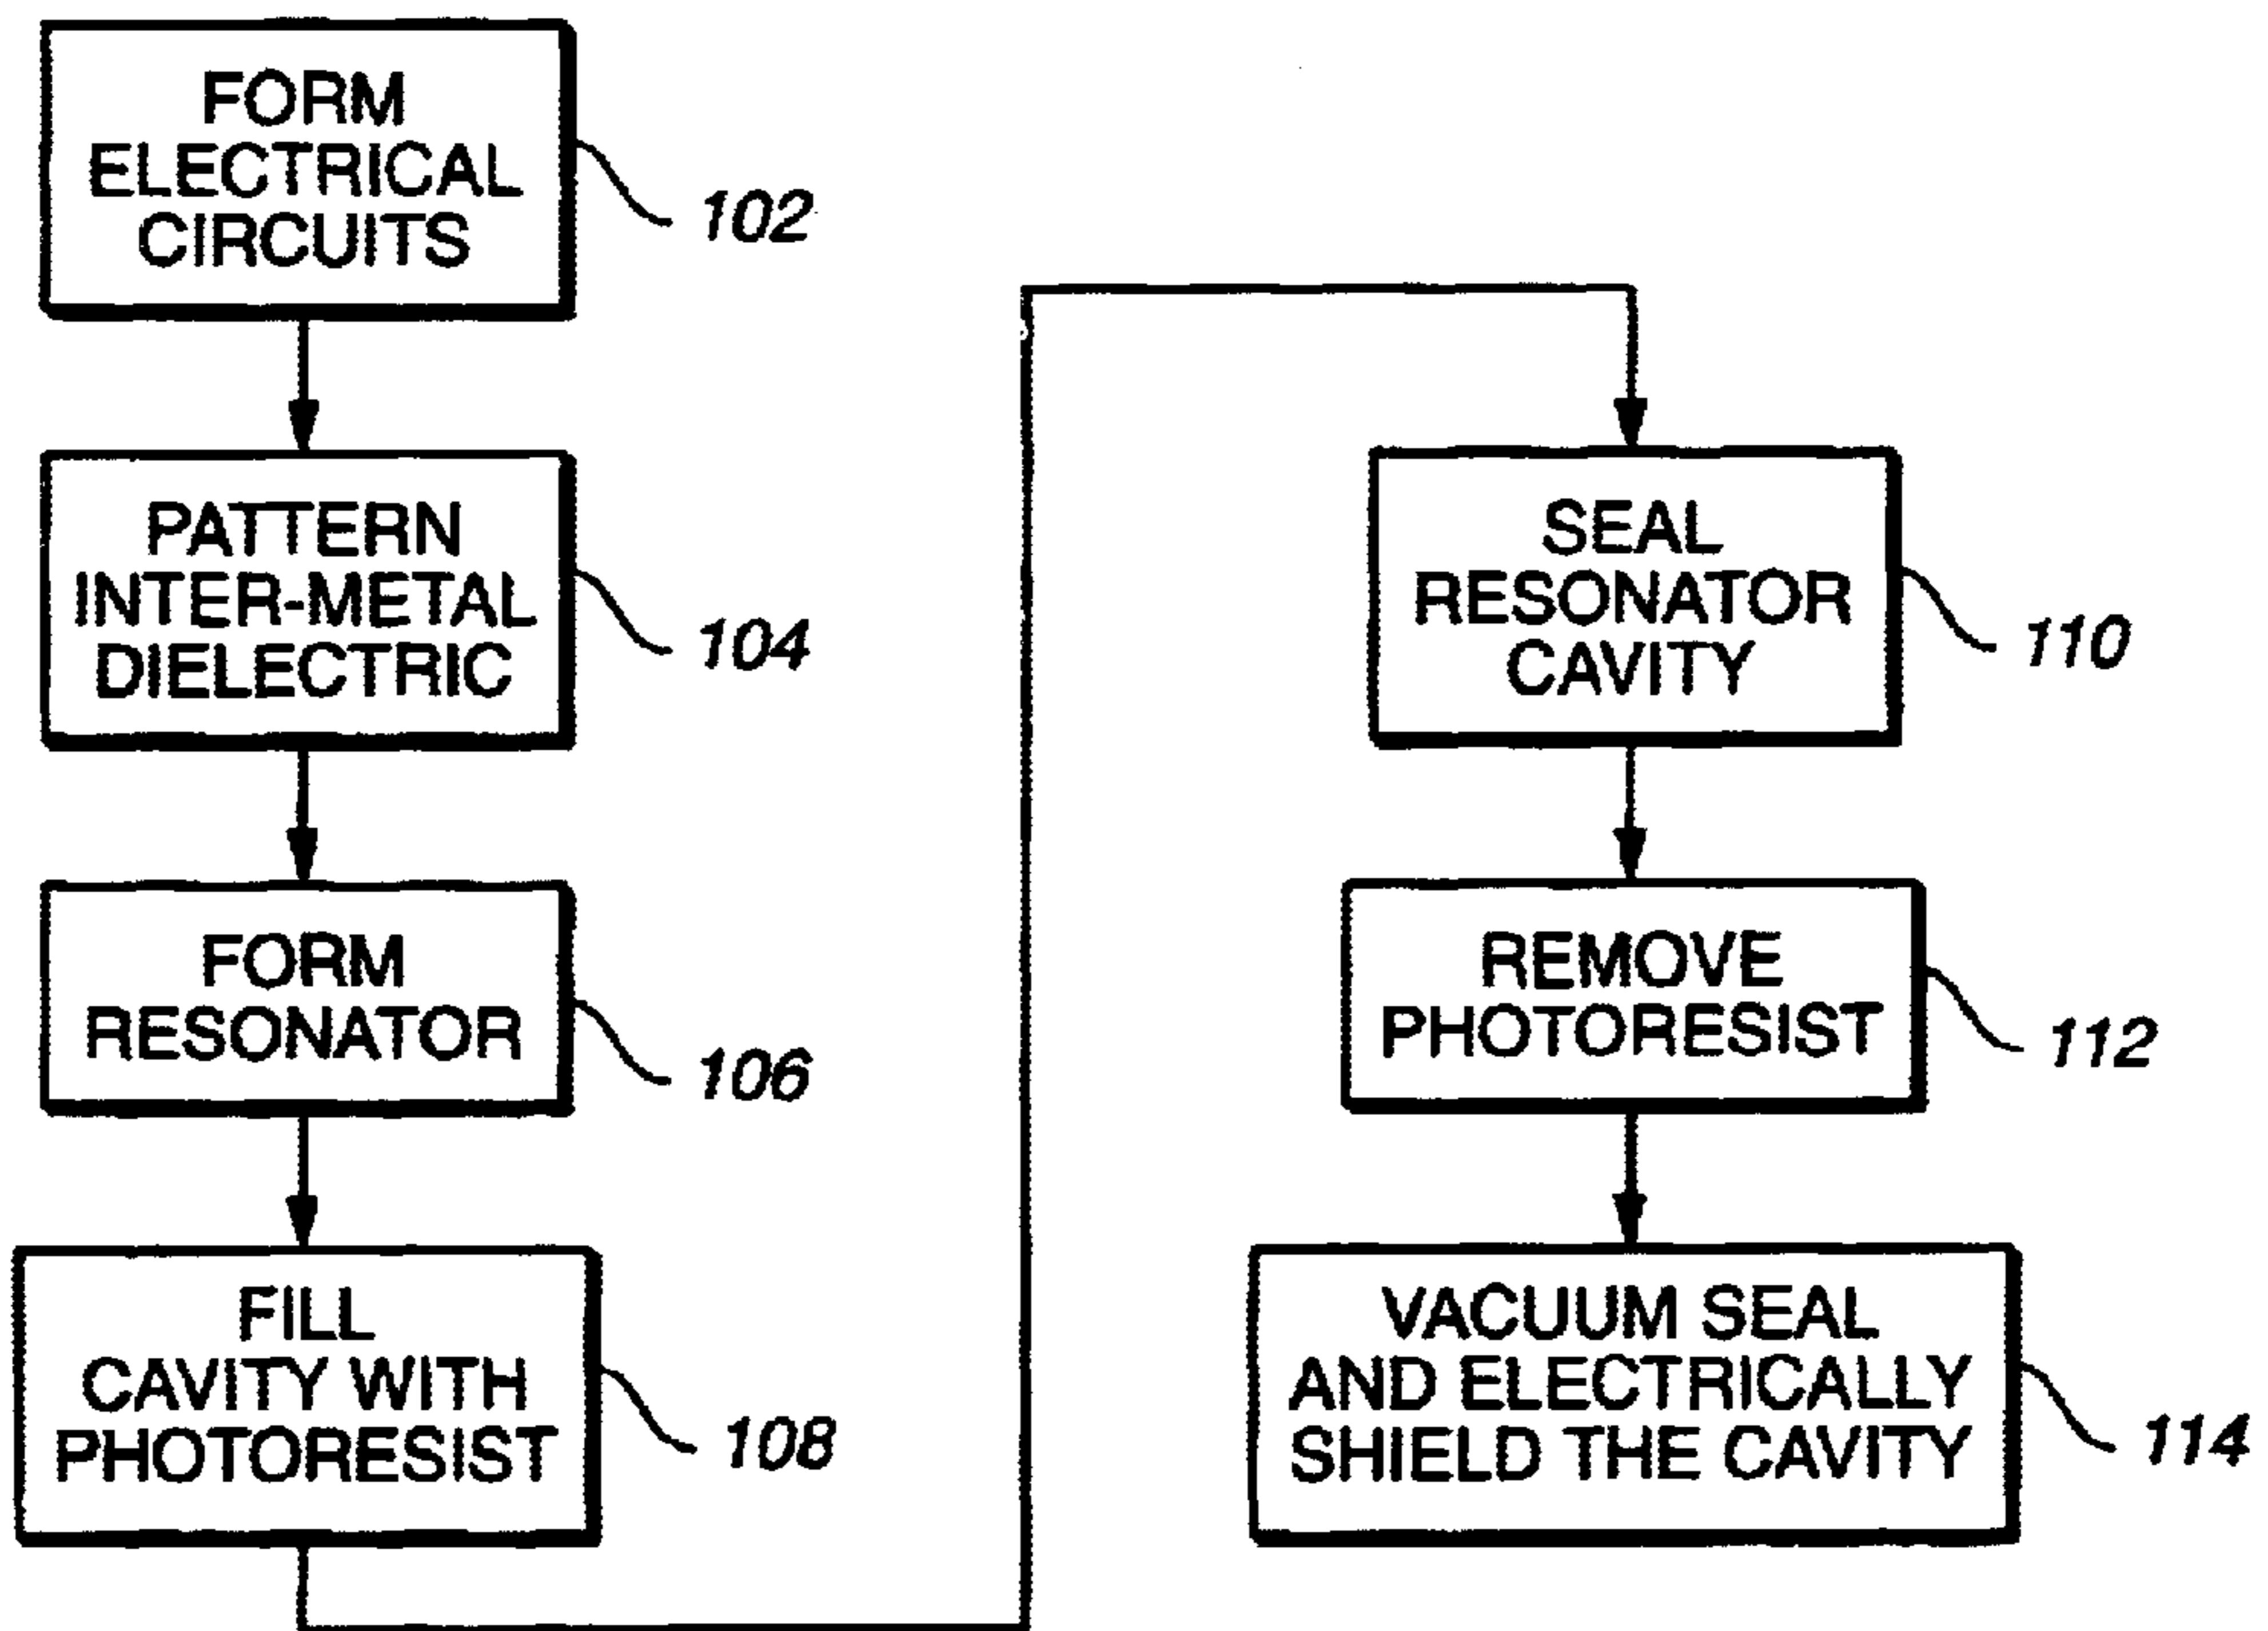 FORM
ELECTRICAL
CIRCUITS
102
PATTERN
INTER-METAL
DIELECTRIC
104
FORM
RESONATOR
106
FILL
CAVITY WITH
PHOTORESIST
108
SEAL
RESONATOR
CAVITY
110
REMOVE
PHOTORESIST
112
VACUUM SEAL
AND ELECTRICALLY
SHIELD THE CAVITY
114